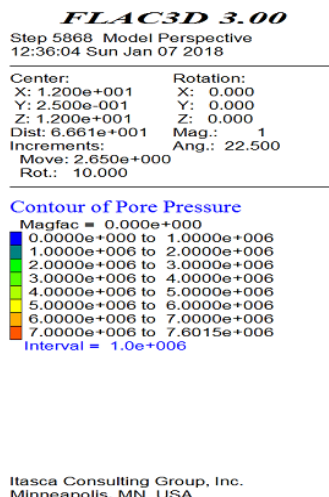 FLAC3D 3.00
Step 5868 Model Perspective
12:36:04 Sun Jan 07 2018
Center: Rotation:
X: 1.200e+001 X: 0.000
Y: 2.500e-001 Y: 0.000
Z: 1.200e+001 Z: 0.000
Dist: 6.661e+001 Mag.: 1
Increments: Ang.: 22.500
Move: 2.650e+000
Rot.: 10.000
Contour of Pore Pressure
Magfac = 0.000e+000
0.0000e+000 to 1.0000e+006
1.0000e+006 to 2.0000e+006
2.0000e+006 to 3.0000e+006
3.0000e+006 to 4.0000e+006
4.0000e+006 to 5.0000e+006
5.0000e+006 to 6.0000e+006
6.0000e+006 to 7.0000e+006
7.0000e+006 to 7.6015e+006
Interval = 1.0e+006
Itasca Consulting Group, Inc.
Minneapolis, MN USA